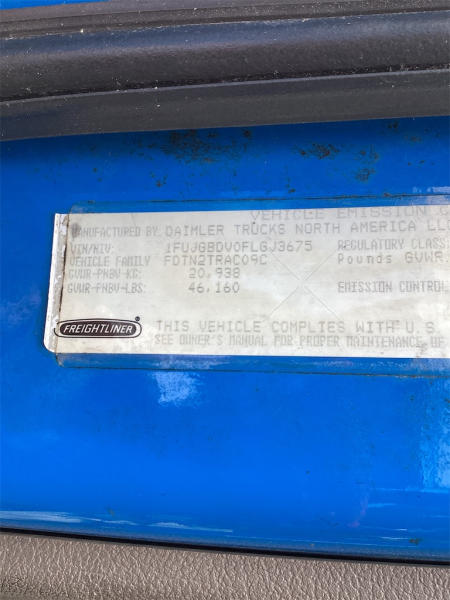 VEHICLE EMISSION C
MANUFACTURED BY DAIMLER TRUCKS NORTH AMERICA LL
VIN/NIV: 1FUJGBDV0FLGJ3675 REGULATORY CLASS
VEHICLE FAMILY FDTN2TRAC09C Pounds GVWR.
GVWR-PNBV-KG: 20,938
GVWR-PNBV-LBS: 46,160 EMISSION CONTROL
FREIGHTLINER
THIS VEHICLE COMPLIES WITH U.S.
SEE OWNER'S MANUAL FOR PROPER MAINTENANCE OF